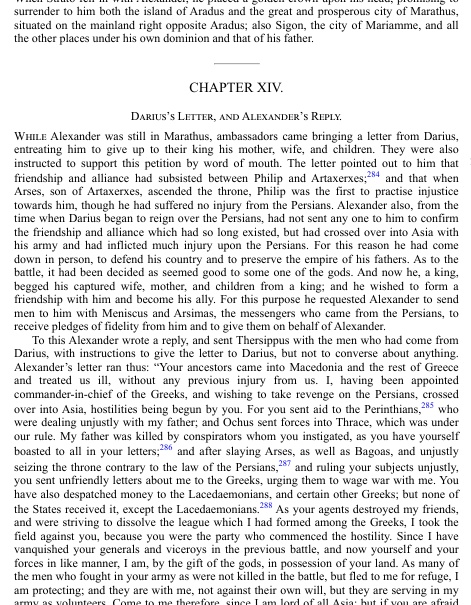 surrender to him both the island of Aradus and the great and prosperous city of Marathus,
situated on the mainland right opposite Aradus; also Sigon, the city of Mariamme, and all
the other places under his own dominion and that of his father.
CHAPTER XIV.
DARIUS'S LETTER, AND ALEXANDER'S REPLY.
WHILE Alexander was still in Marathus, ambassadors came bringing a letter from Darius,
entreating him to give up to their king his mother, wife, and children. They were also
instructed to support this petition by word of mouth. The letter pointed out to him that
friendship and alliance had subsisted between Philip and Artaxerxes;284 and that when
Arses, son of Artaxerxes, ascended the throne, Philip was the first to practise injustice
towards him, though he had suffered no injury from the Persians. Alexander also, from the
time when Darius began to reign over the Persians, had not sent any one to him to confirm
the friendship and alliance which had so long existed, but had crossed over into Asia with
his army and had inflicted much injury upon the Persians. For this reason he had come
down in person, to defend his country and to preserve the empire of his fathers. As to the
battle, it had been decided as seemed good to some one of the gods. And now he, a king,
begged his captured wife, mother, and children from a king; and he wished to form a
friendship with him and become his ally. For this purpose he requested Alexander to send
men to him with Meniscus and Arsimas, the messengers who came from the Persians, to
receive pledges of fidelity from him and to give them on behalf of Alexander.
To this Alexander wrote a reply, and sent Thersippus with the men who had come from
Darius, with instructions to give the letter to Darius, but not to converse about anything.
Alexander's letter ran thus: “Your ancestors came into Macedonia and the rest of Greece
and treated us ill, without any previous injury from us. I, having been appointed
commander-in-chief of the Greeks, and wishing to take revenge on the Persians, crossed
over into Asia, hostilities being begun by you. For you sent aid to the Perinthians,285 who
were dealing unjustly with my father; and Ochus sent forces into Thrace, which was under
our rule. My father was killed by conspirators whom you instigated, as you have yourself
boasted to all in your letters;286 and after slaying Arses, as well as Bagoas, and unjustly
seizing the throne contrary to the law of the Persians,287 and ruling your subjects unjustly,
you sent unfriendly letters about me to the Greeks, urging them to wage war with me. You
have also despatched money to the Lacedaemonians, and certain other Greeks; but none of
the States received it, except the Lacedaemonians.288 As your agents destroyed my friends,
and were striving to dissolve the league which I had formed among the Greeks, I took the
field against you, because you were the party who commenced the hostility. Since I have
vanquished your generals and viceroys in the previous battle, and now yourself and your
forces in like manner, I am, by the gift of the gods, in possession of your land. As many of
the men who fought in your army as were not killed in the battle, but fled to me for refuge, I
am protecting; and they are with me, not against their own will, but they are serving in my
army as volunteers. Come to me therefore, since I am lord of all Asia; but if you are afraid